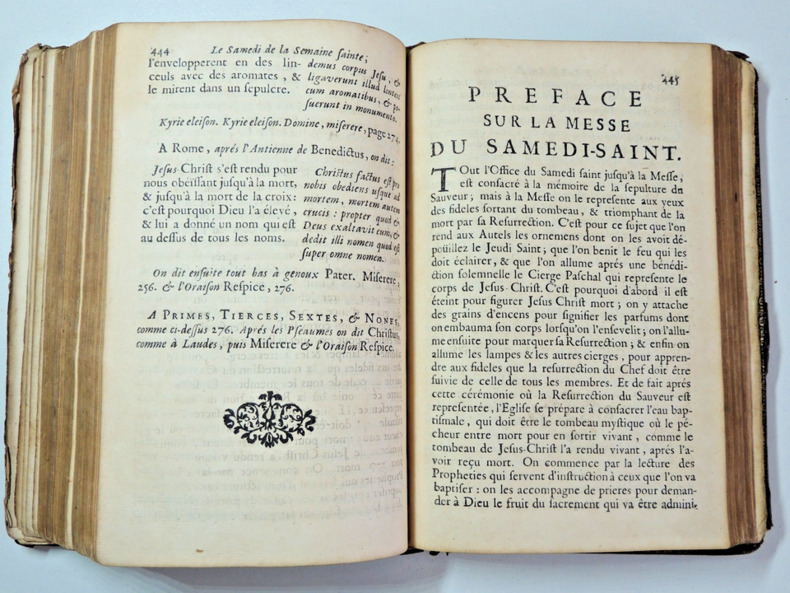 444 Le Samedi de la Semaine sainte;
l'envelopperent en des lin-
ceuls avec des aromates, &
le mirent dans un sepulcre.
demus corpus Jesu, &
ligaverunt illud linteis
cum aromatibus, & po-
suerunt in monumento.
Kyrie eleison. Kyrie eleison. Domine, miserere, page 274.
A Rome, aprés l'Antienne de Benedictus, on dit:
Jesus-Christ s'est rendu pour
nous obeïssant jusqu'à la mort,
& jusqu'à la mort de la croix:
c'est pourquoi Dieu l'a élevé,
& lui a donné un nom qui est
au dessus de tous les noms.
Christus factus est pro
nobis obediens usque ad
mortem, mortem autem
crucis: propter quod &
Deus exaltavit eum, &
dedit illi nomen quod est
super omne nomen.
On dit ensuite tout bas à genoux Pater. Miserere,
256. & l'Oraison Respice, 276.
A PRIMES, TIERCES, SEXTES, & NONES,
comme ci-dessus 276. Aprés les Pseaumes on dit Christus,
comme à Laudes, puis Miserere & l'Oraison Respice.
445
PREFACE
SUR LA MESSE
DU SAMEDI-SAINT.
TOut l'Office du Samedi saint jusqu'à la Messe,
est consacré à la mémoire de la sepulture du
Sauveur; mais à la Messe on le represente aux yeux
des fideles sortant du tombeau, & triomphant de la
mort par sa Resurrection. C'est pour ce sujet que l'on
rend aux Autels les ornemens dont on les avoit dé-
poüillez le Jeudi Saint; que l'on benit le feu qui les
doit éclairer, & que l'on allume aprés une bénédi-
ction solemnelle le Cierge Paschal qui represente le
corps de Jesus-Christ. C'est pourquoi d'abord il est
éteint pour figurer Jesus Christ mort; on y attache
des grains d'encens pour signifier les parfums dont
on embauma son corps lorsqu'on l'ensevelit; on l'allu-
me ensuite pour marquer sa Resurrection; & enfin on
allume les lampes & les autres cierges, pour appren-
dre aux fideles que la resurrection du Chef doit être
suivie de celle de tous les membres. Et de fait aprés
cette cérémonie où la Resurrection du Sauveur est
representée, l'Eglise se prépare à consacrer l'eau bap-
tismale, qui doit être le tombeau mystique où le pé-
cheur entre mort pour en sortir vivant, comme le
tombeau de Jesus-Christ l'a rendu vivant, aprés l'a-
voir reçu mort. On commence par la lecture des
Propheties qui servent d'instruction à ceux que l'on va
baptiser: on les accompagne de prieres pour deman-
der à Dieu le fruit du sacrement qui va être admini-